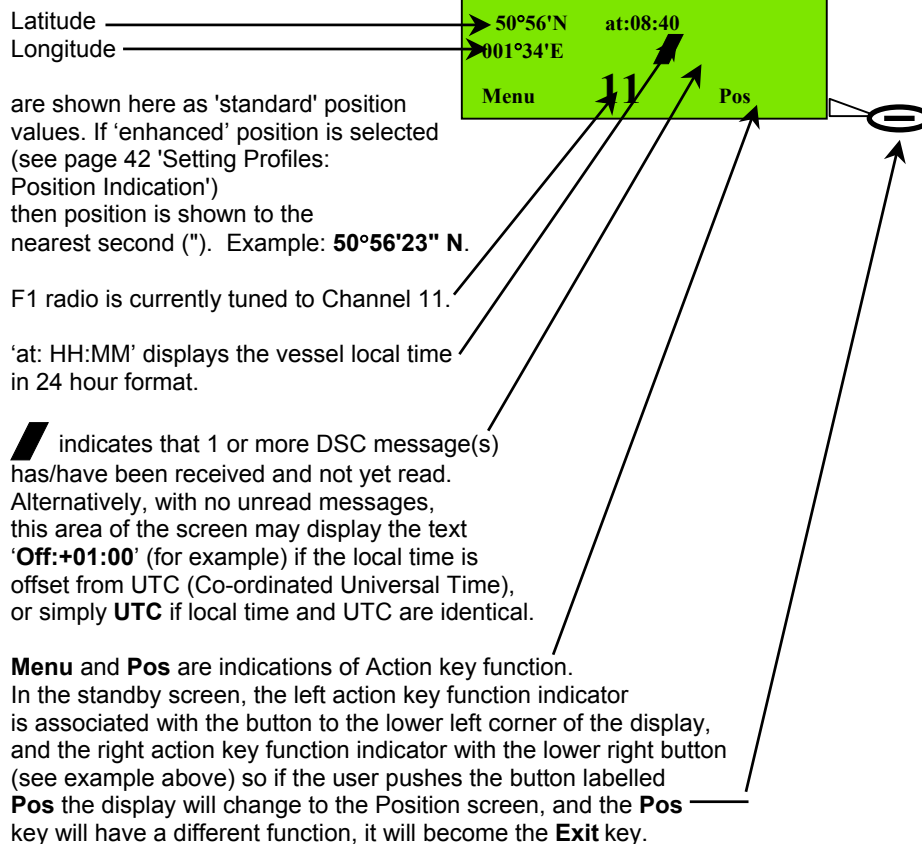 Latitude
50°56'N at:08:40
Longitude
001°34'E
Menu 11 Pos
are shown here as 'standard' position
values. If ‘enhanced’ position is selected
(see page 42 'Setting Profiles:
Position Indication')
then position is shown to the
nearest second ("). Example: 50°56'23" N.
F1 radio is currently tuned to Channel 11.
‘at: HH:MM’ displays the vessel local time
in 24 hour format.
indicates that 1 or more DSC message(s)
has/have been received and not yet read.
Alternatively, with no unread messages,
this area of the screen may display the text
‘Off:+01:00’ (for example) if the local time is
offset from UTC (Co-ordinated Universal Time),
or simply UTC if local time and UTC are identical.
Menu and Pos are indications of Action key function.
In the standby screen, the left action key function indicator
is associated with the button to the lower left corner of the display,
and the right action key function indicator with the lower right button
(see example above) so if the user pushes the button labelled
Pos the display will change to the Position screen, and the Pos
key will have a different function, it will become the Exit key.